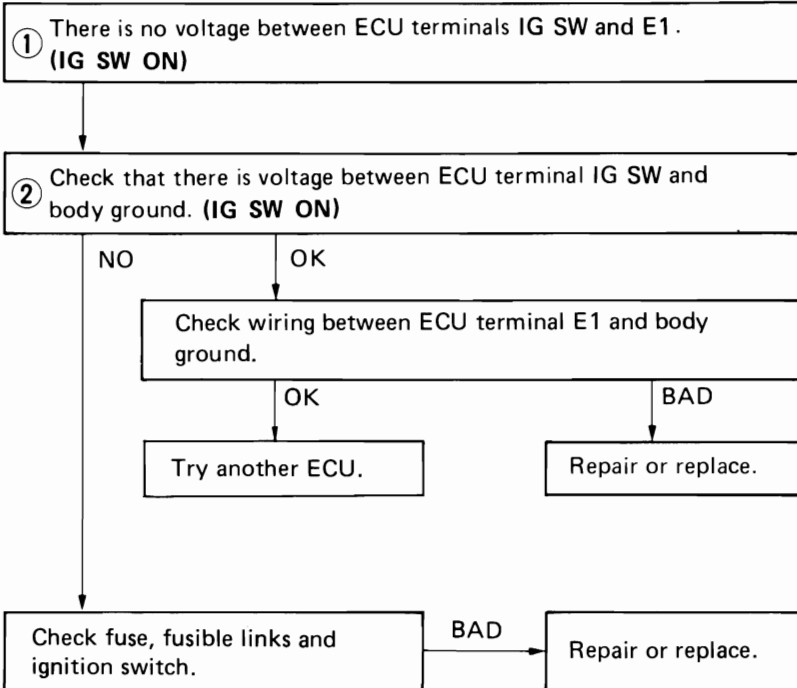 ① There is no voltage between ECU terminals IG SW and E1.
(IG SW ON)
② Check that there is voltage between ECU terminal IG SW and
body ground. (IG SW ON)
NO
OK
Check wiring between ECU terminal E1 and body
ground.
OK
BAD
Try another ECU.
Repair or replace.
Check fuse, fusible links and
ignition switch.
BAD
Repair or replace.